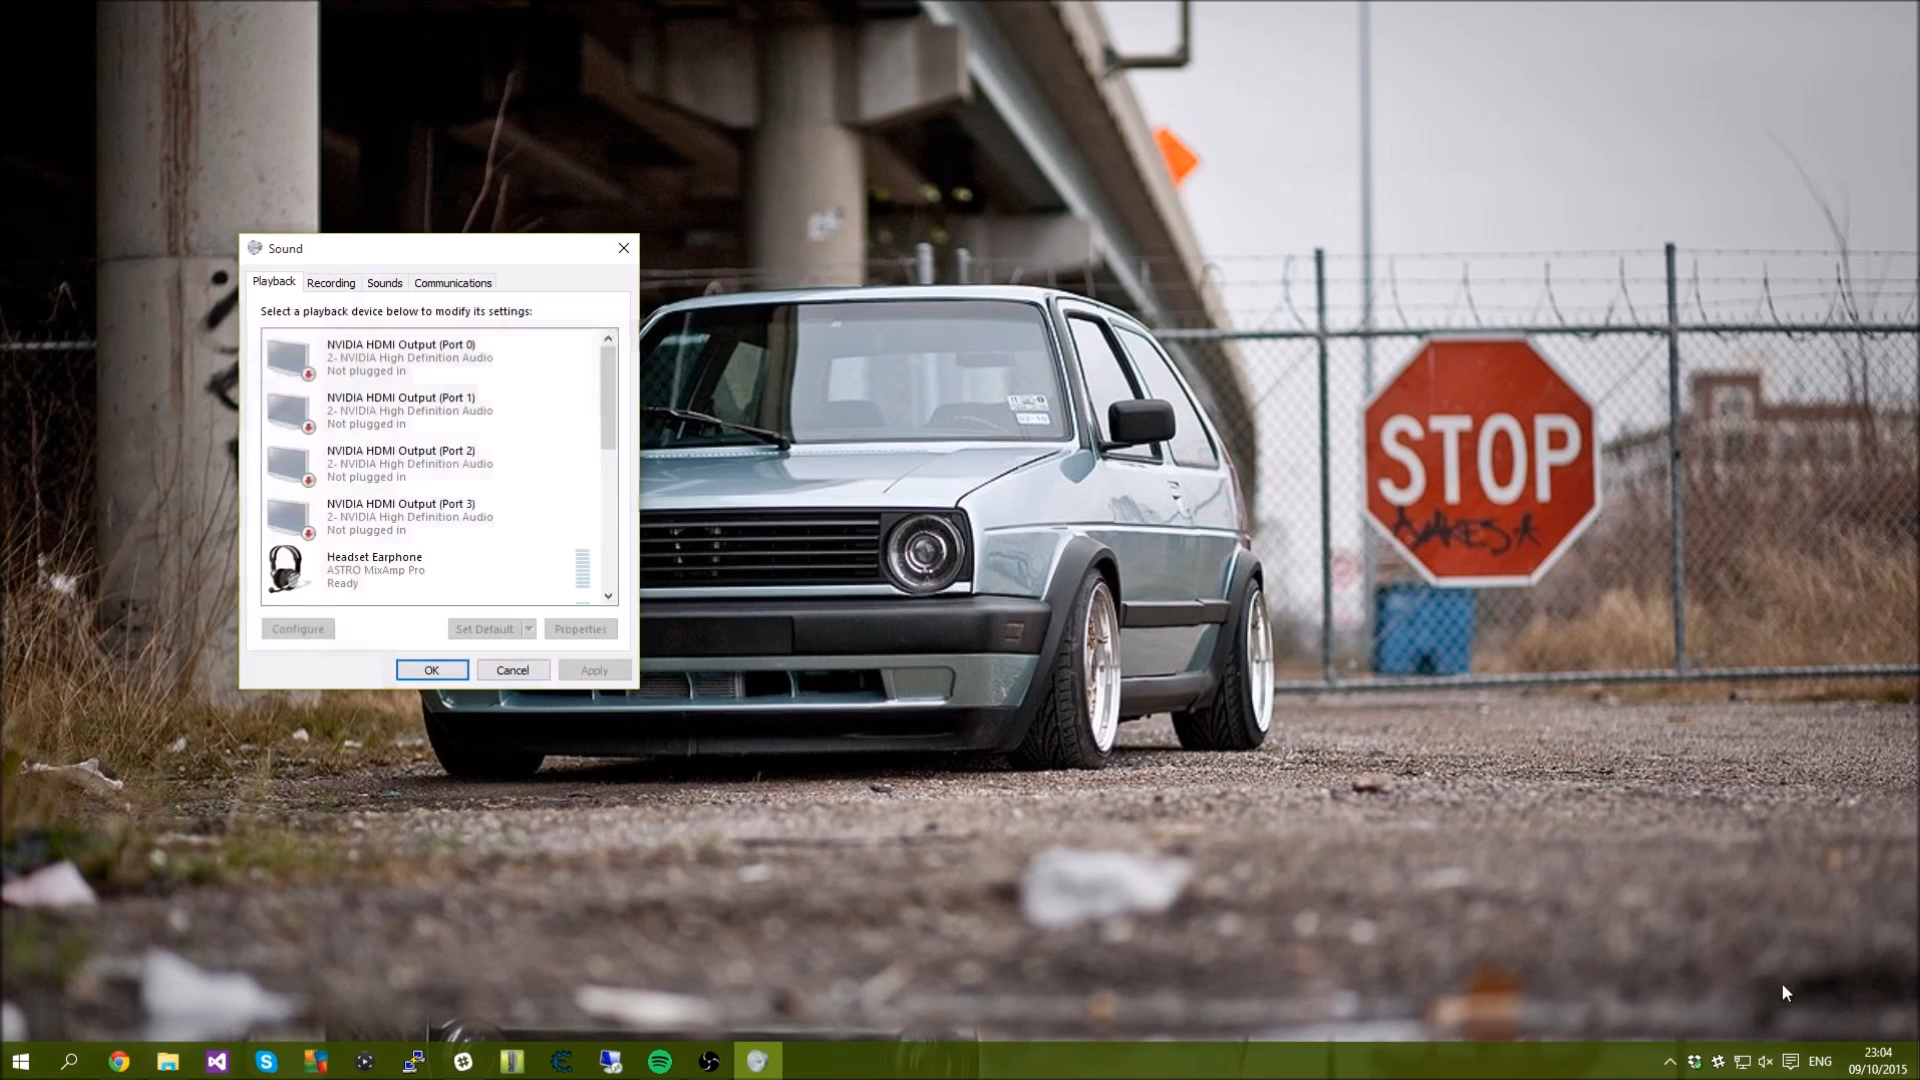 Sound
Playback Recording Sounds Communications
Select a playback device below to modify its settings:
NVIDIA HDMI Output (Port 0)
2- NVIDIA High Definition Audio
Not plugged in
NVIDIA HDMI Output (Port 1)
2- NVIDIA High Definition Audio
Not plugged in
NVIDIA HDMI Output (Port 2)
2- NVIDIA High Definition Audio
Not plugged in
NVIDIA HDMI Output (Port 3)
2- NVIDIA High Definition Audio
Not plugged in
Headset Earphone
ASTRO MixAmp Pro
Ready
Configure Set Default Properties
OK Cancel Apply
STOP
ENG
23:04
09/10/2015